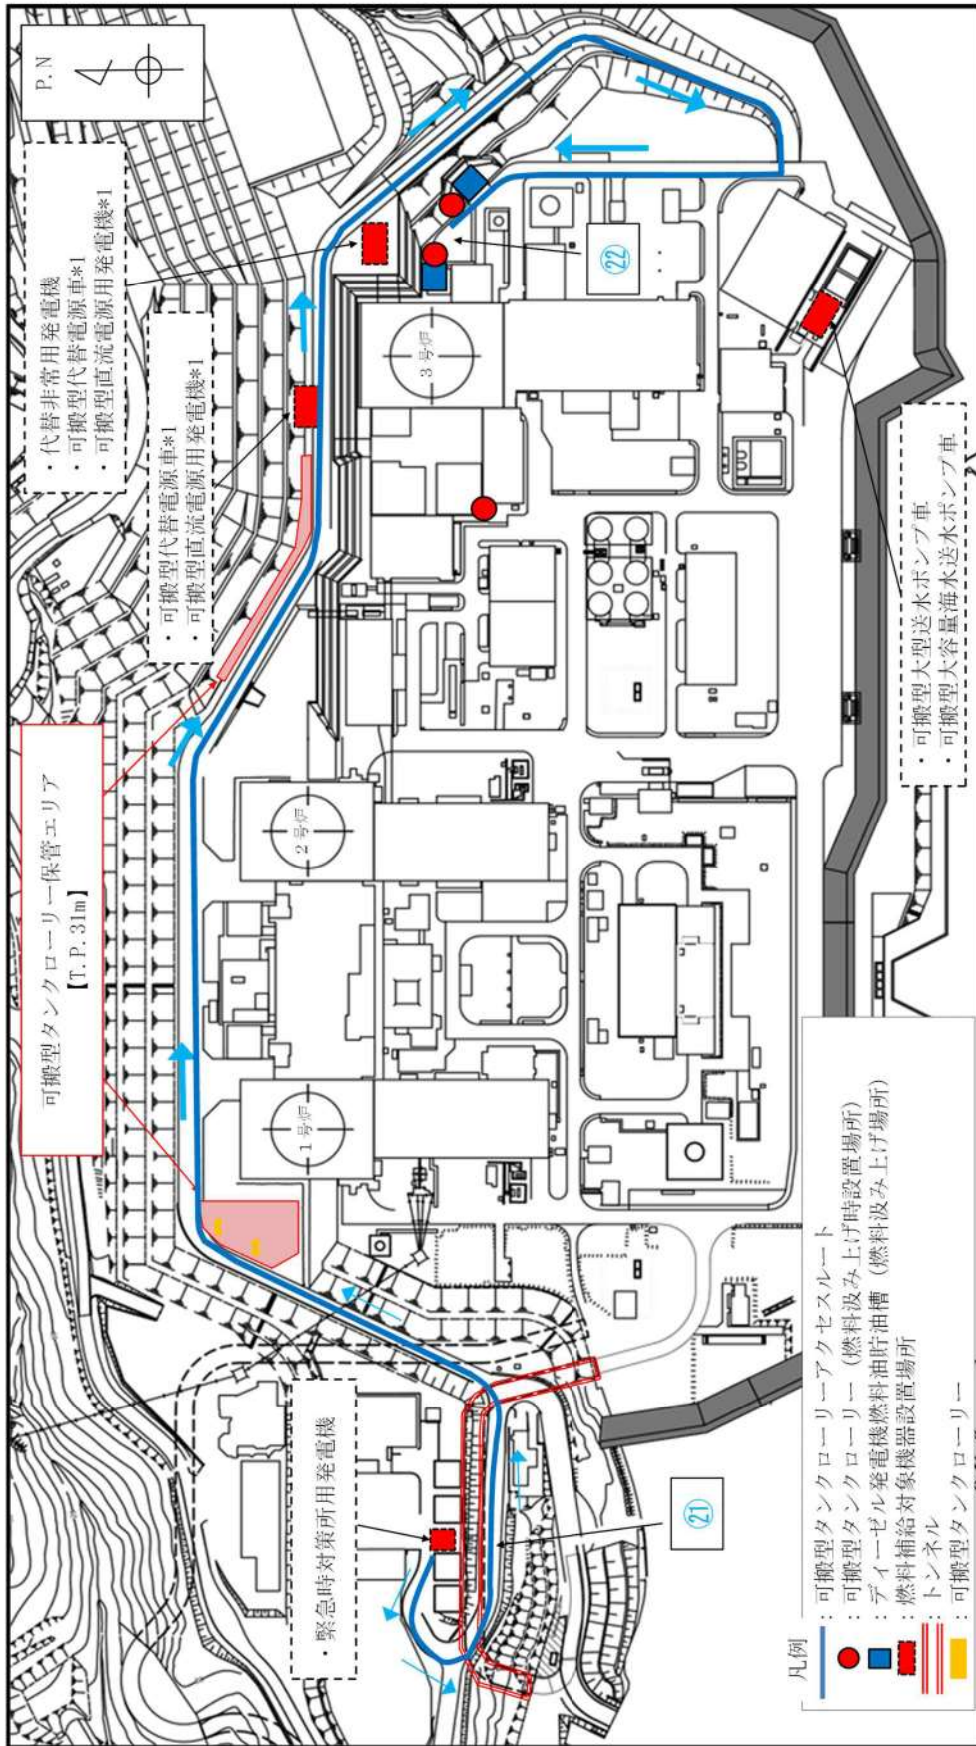 P.N
・代替非常用発電機
・可搬型代替電源車*1
・可搬型直流電源用発電機*1
・可搬型代替電源車*1
・可搬型直流電源用発電機*1
可搬型タンクローリー保管エリア
【T.P.31m】
・緊急時対策所用発電機
㉑
㉒
1号炉
2号炉
3号炉
・可搬型大型送水ポンプ車
・可搬型大容量海水送水ポンプ車
凡例
：可搬型タンクローリーアクセスルート
：可搬型タンクローリー（燃料汲み上げ時設置場所）
：ディーゼル発電機燃料油貯油槽（燃料汲み上げ場所）
：燃料補給対象機器設置場所
：トンネル
：可搬型タンクローリー